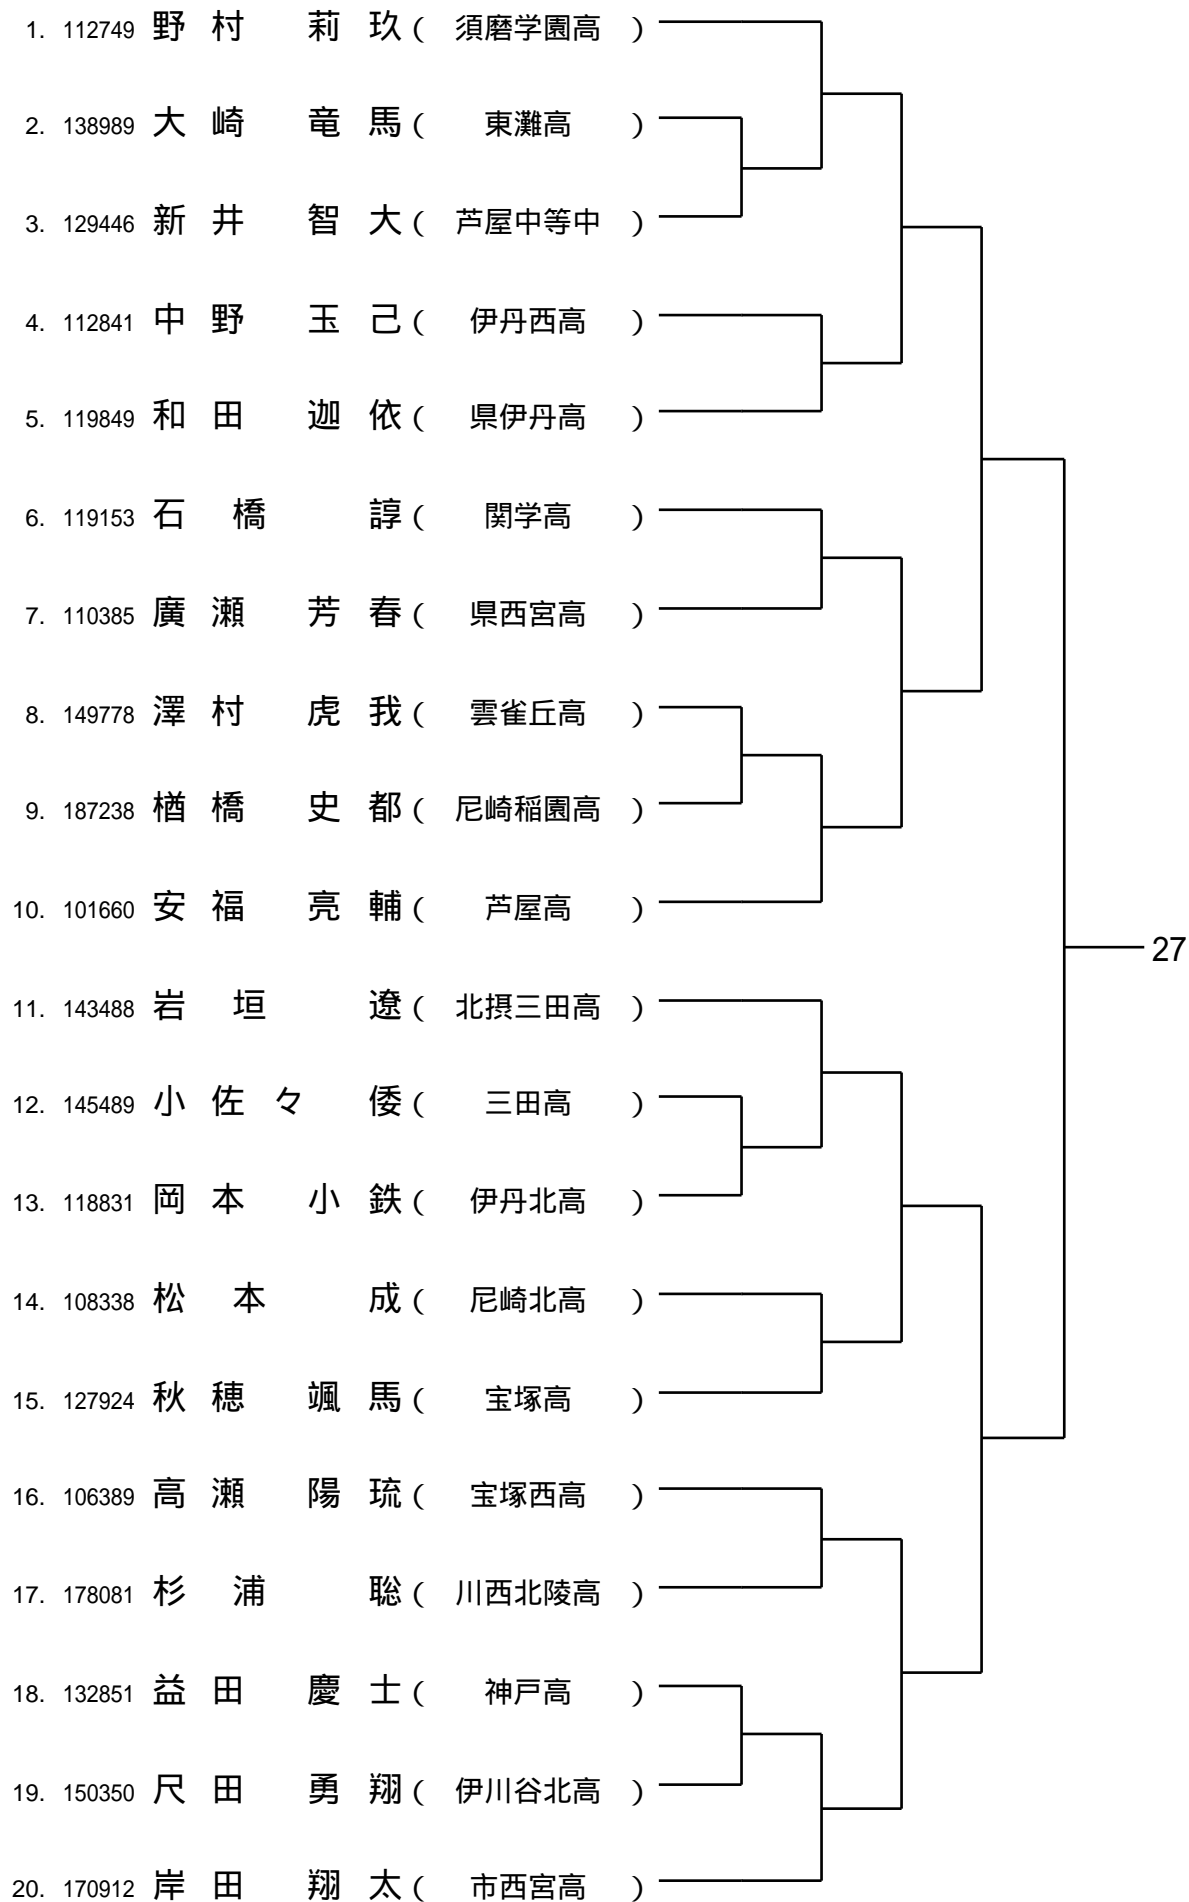 1. 112749 野村 莉玖 ( 須磨学園高 )
2. 138989 大崎 竜馬 ( 東灘高 )
3. 129446 新井 智大 ( 芦屋中等中 )
4. 112841 中野 玉己 ( 伊丹西高 )
5. 119849 和田 迦依 ( 県伊丹高 )
6. 119153 石橋 諄 ( 関学高 )
7. 110385 廣瀬 芳春 ( 県西宮高 )
8. 149778 澤村 虎我 ( 雲雀丘高 )
9. 187238 楢橋 史都 ( 尼崎稲園高 )
10. 101660 安福 亮輔 ( 芦屋高 )
27
11. 143488 岩垣 遼 ( 北摂三田高 )
12. 145489 小佐々 倭 ( 三田高 )
13. 118831 岡本 小鉄 ( 伊丹北高 )
14. 108338 松本 成 ( 尼崎北高 )
15. 127924 秋穂 颯馬 ( 宝塚高 )
16. 106389 高瀬 陽琉 ( 宝塚西高 )
17. 178081 杉浦 聡 ( 川西北陵高 )
18. 132851 益田 慶士 ( 神戸高 )
19. 150350 尺田 勇翔 ( 伊川谷北高 )
20. 170912 岸田 翔太 ( 市西宮高 )